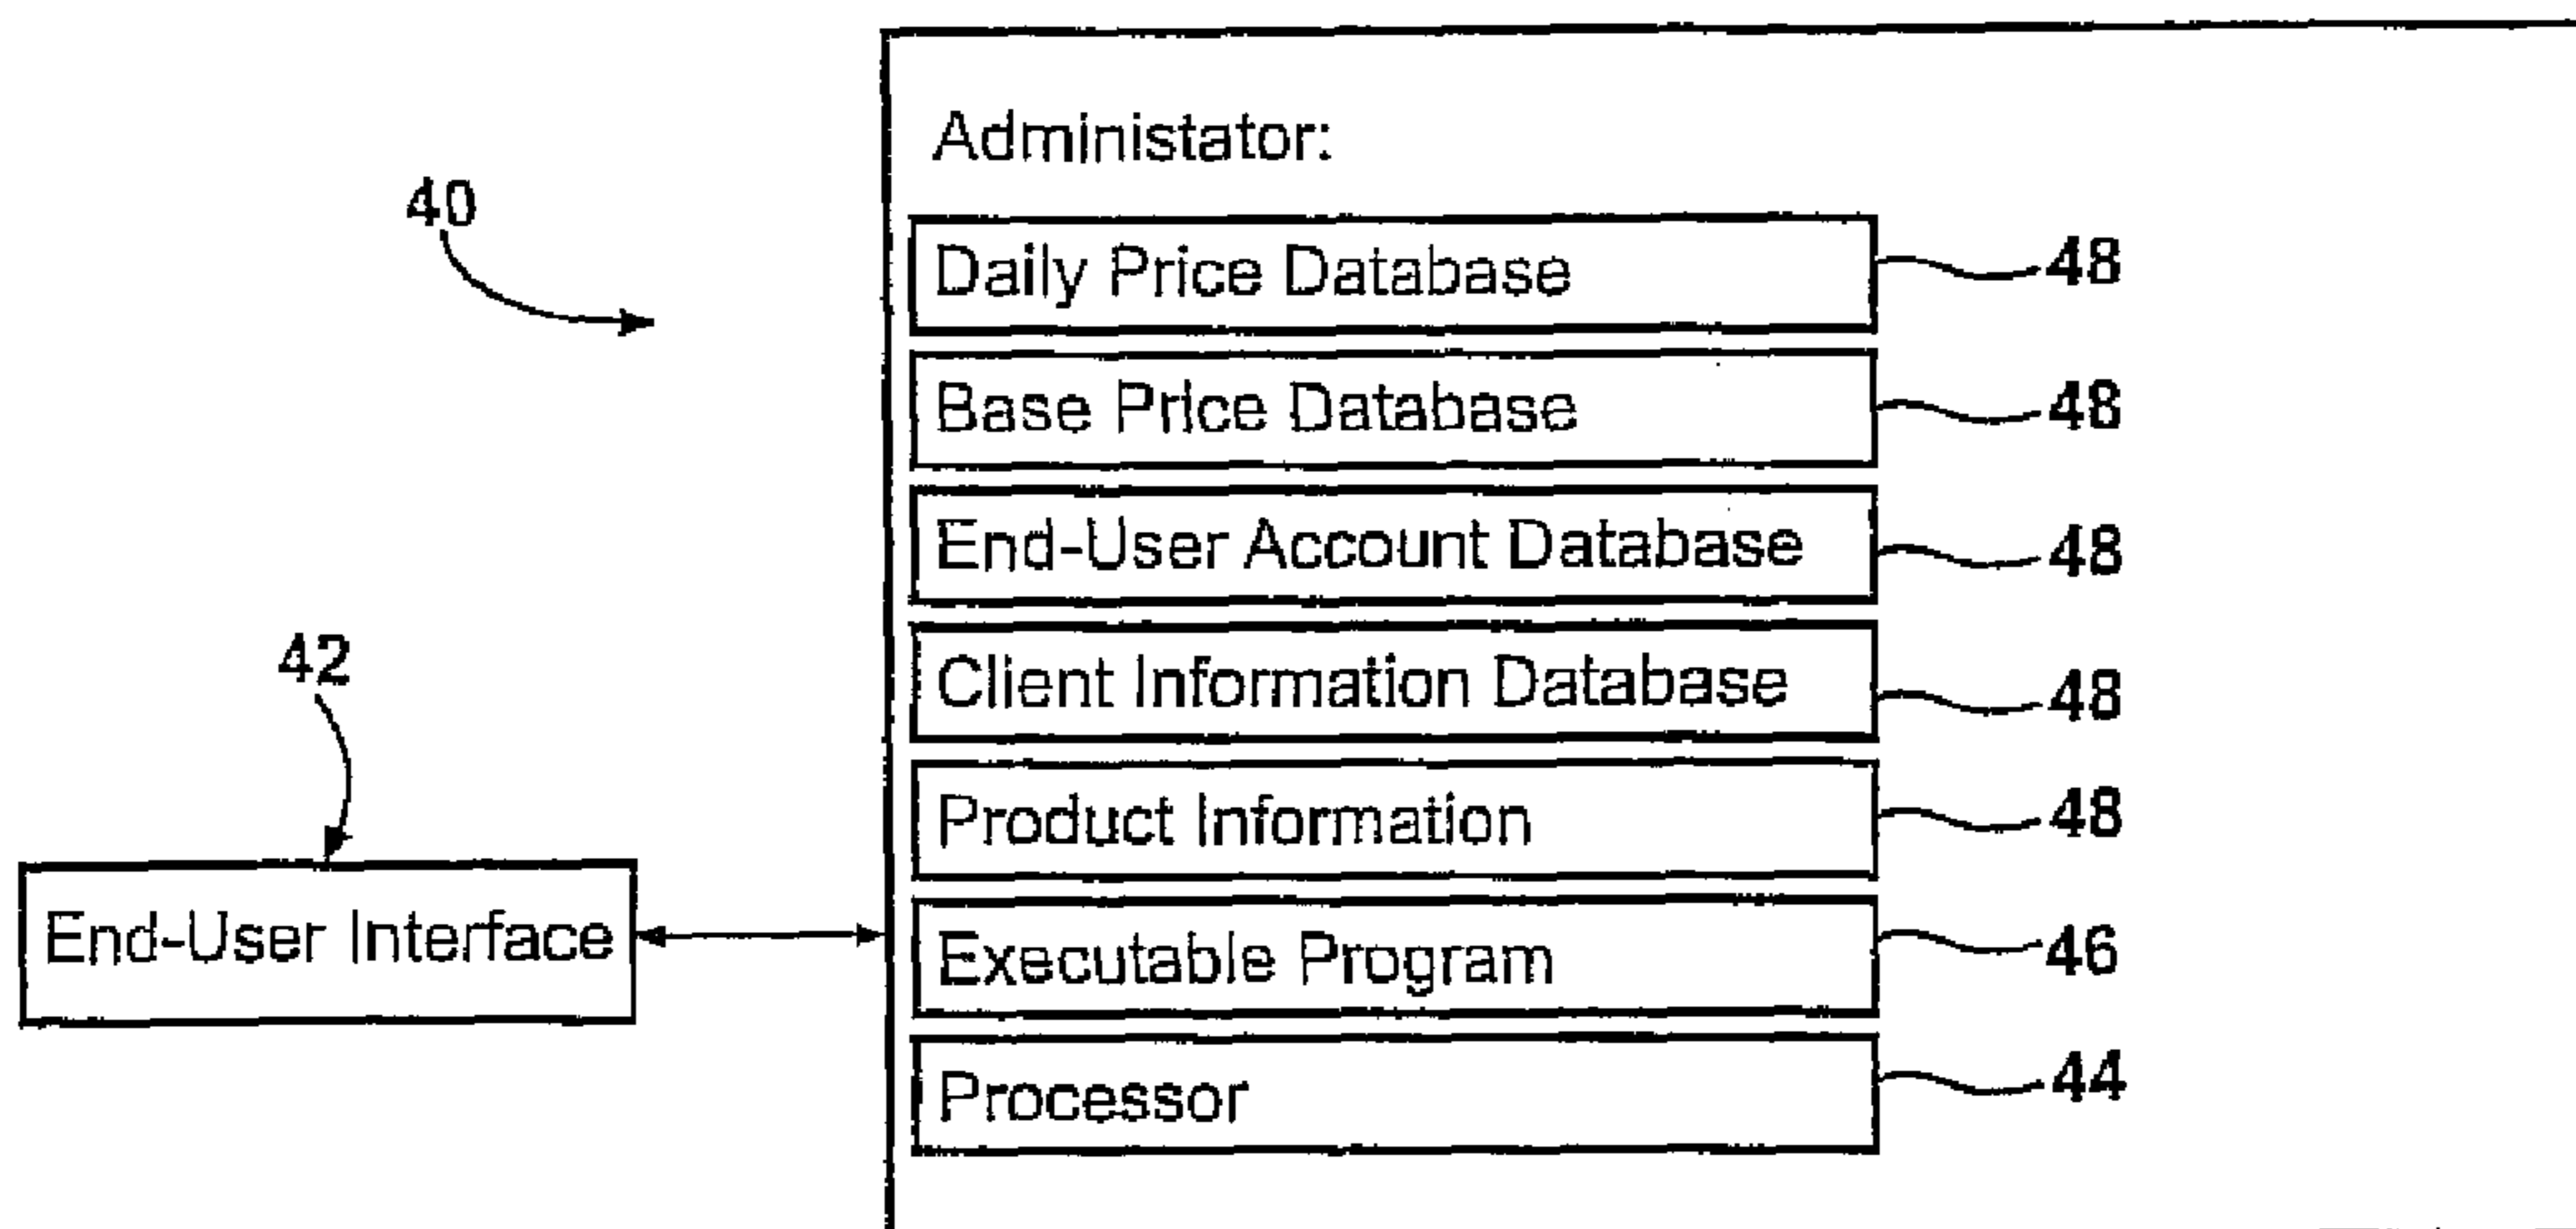 Administator:
40
Daily Price Database 48
Base Price Database 48
End-User Account Database 48
Client Information Database 48
42
Product Information 48
End-User Interface
Executable Program 46
Processor 44